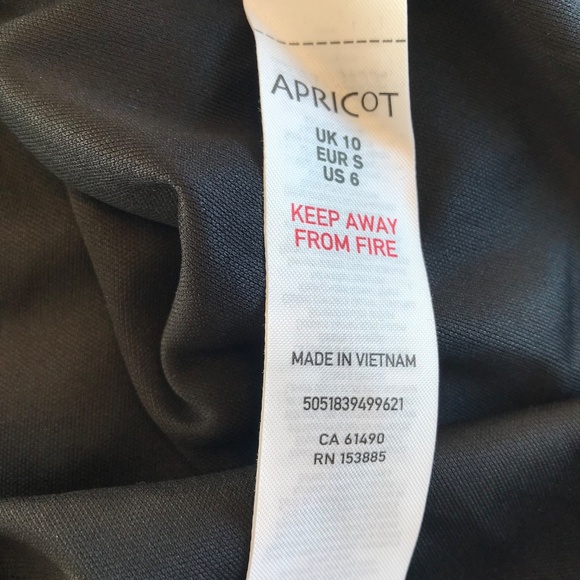 APRICOT
UK 10
EUR S
US 6
KEEP AWAY
FROM FIRE
MADE IN VIETNAM
5051839499621
CA 61490
RN 153885